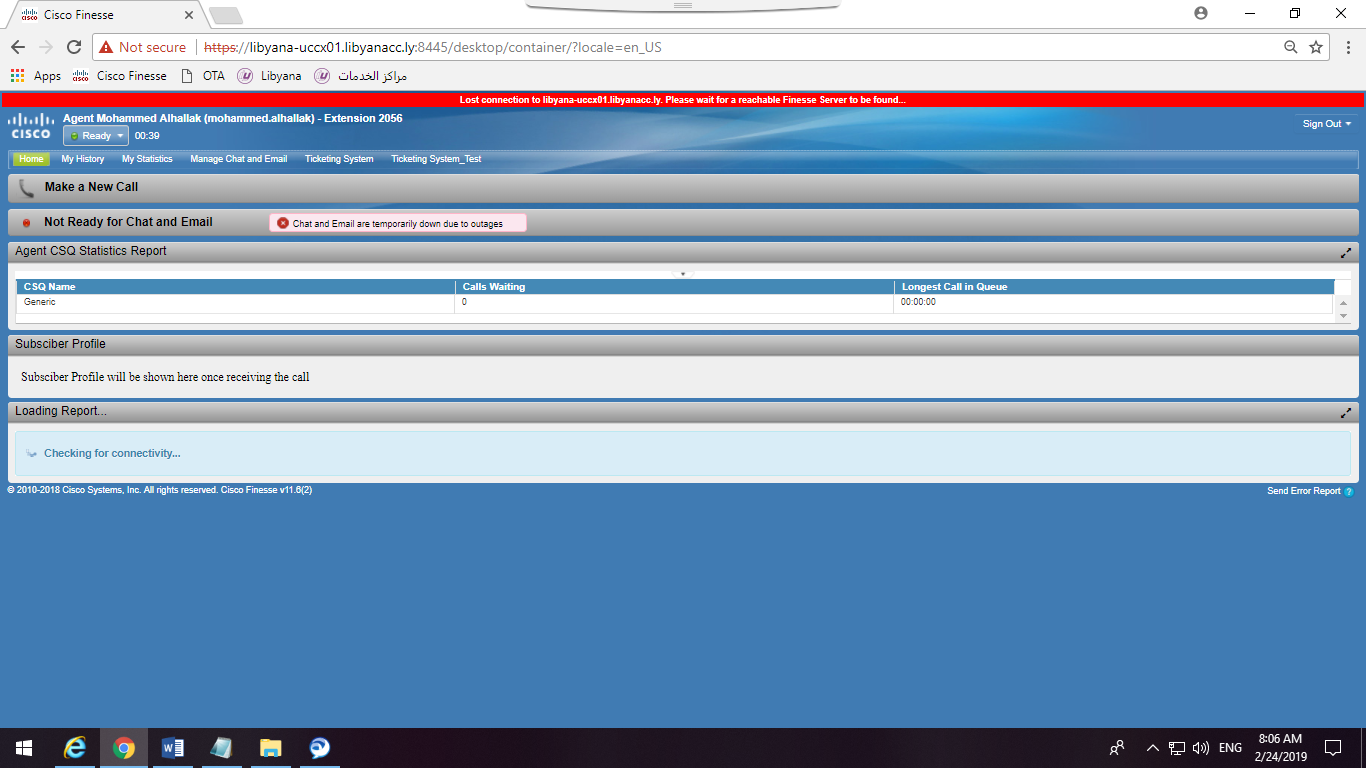 cisco Cisco Finesse
Not secure https://libyana-uccx01.libyanacc.ly:8445/desktop/container/?locale=en_US
Apps cisco Cisco Finesse OTA Libyana مراكز الخدمات
Lost connection to libyana-uccx01.libyanacc.ly. Please wait for a reachable Finesse Server to be found...
CISCO
Agent Mohammed Alhallak (mohammed.alhallak) - Extension 2056
Ready 00:39
Sign Out
Home My History My Statistics Manage Chat and Email Ticketing System Ticketing System_Test
Make a New Call
Not Ready for Chat and Email Chat and Email are temporarily down due to outages
Agent CSQ Statistics Report
CSQ Name Calls Waiting Longest Call in Queue
Generic 0 00:00:00
Subsciber Profile
Subsciber Profile will be shown here once receiving the call
Loading Report...
Checking for connectivity...
© 2010-2018 Cisco Systems, Inc. All rights reserved. Cisco Finesse v11.6(2) Send Error Report ?
ENG 8:06 AM
2/24/2019